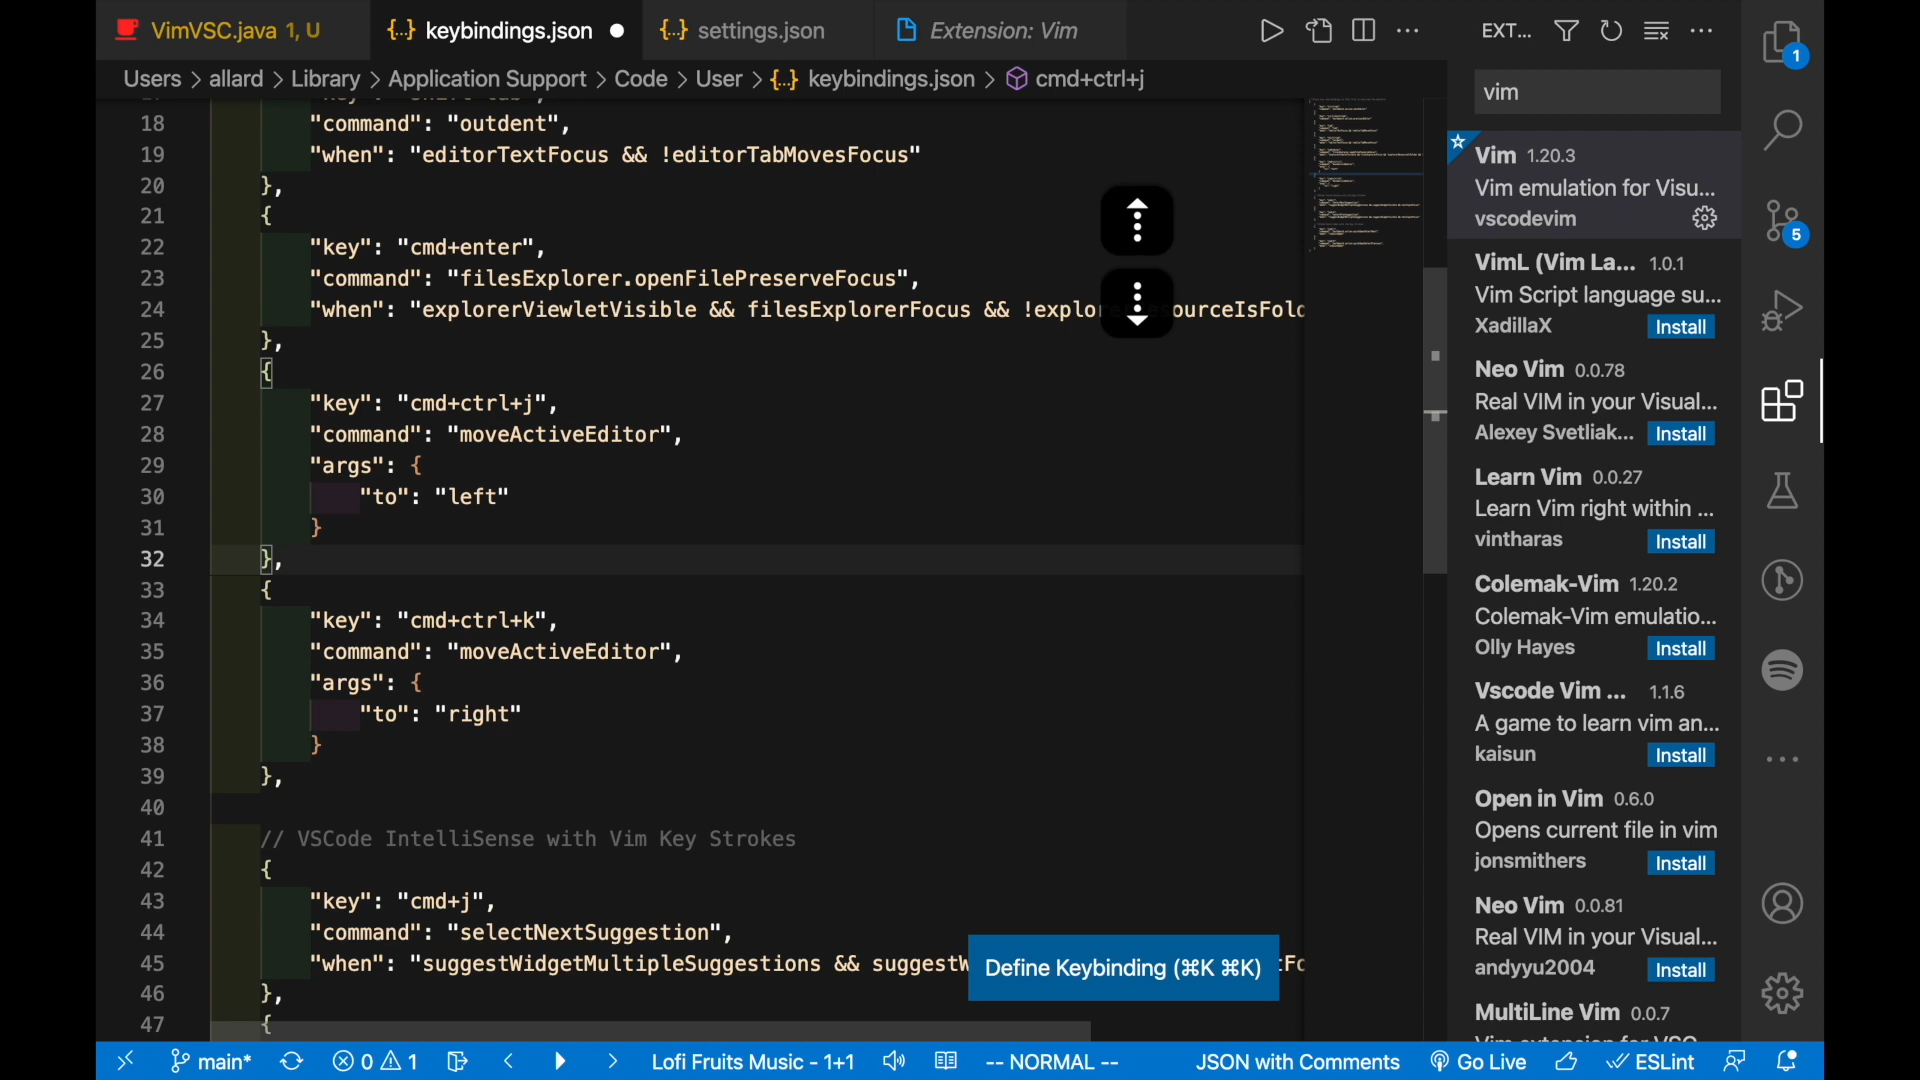 VimVSC.java 1, U
{..} keybindings.json ●
{..} settings.json
Extension: Vim
EXT...
Users > allard > Library > Application Support > Code > User > {..} keybindings.json > cmd+ctrl+j
vim
18 "command": "outdent",
19 "when": "editorTextFocus && !editorTabMovesFocus"
20 },
21 {
22 "key": "cmd+enter",
23 "command": "filesExplorer.openFilePreserveFocus",
24 "when": "explorerViewletVisible && filesExplorerFocus && !explo ourceIsFold
25 },
26 {
27 "key": "cmd+ctrl+j",
28 "command": "moveActiveEditor",
29 "args": {
30 "to": "left"
31 }
32 },
33 {
34 "key": "cmd+ctrl+k",
35 "command": "moveActiveEditor",
36 "args": {
37 "to": "right"
38 }
39 },
40
41 // VSCode IntelliSense with Vim Key Strokes
42 {
43 "key": "cmd+j",
44 "command": "selectNextSuggestion",
45 "when": "suggestWidgetMultipleSuggestions && suggestW
46 },
47 {
Define Keybinding (⌘K ⌘K)
Vim 1.20.3
Vim emulation for Visu...
vscodevim
VimL (Vim La... 1.0.1
Vim Script language su...
XadillaX Install
Neo Vim 0.0.78
Real VIM in your Visual...
Alexey Svetliak... Install
Learn Vim 0.0.27
Learn Vim right within ...
vintharas Install
Colemak-Vim 1.20.2
Colemak-Vim emulatio...
Olly Hayes Install
Vscode Vim ... 1.1.6
A game to learn vim an...
kaisun Install
Open in Vim 0.6.0
Opens current file in vim
jonsmithers Install
Neo Vim 0.0.81
Real VIM in your Visual...
andyyu2004 Install
MultiLine Vim 0.0.7
Vim extension for VSC
1
5
main* 0 1 Lofi Fruits Music - 1+1 -- NORMAL -- JSON with Comments Go Live ESLint